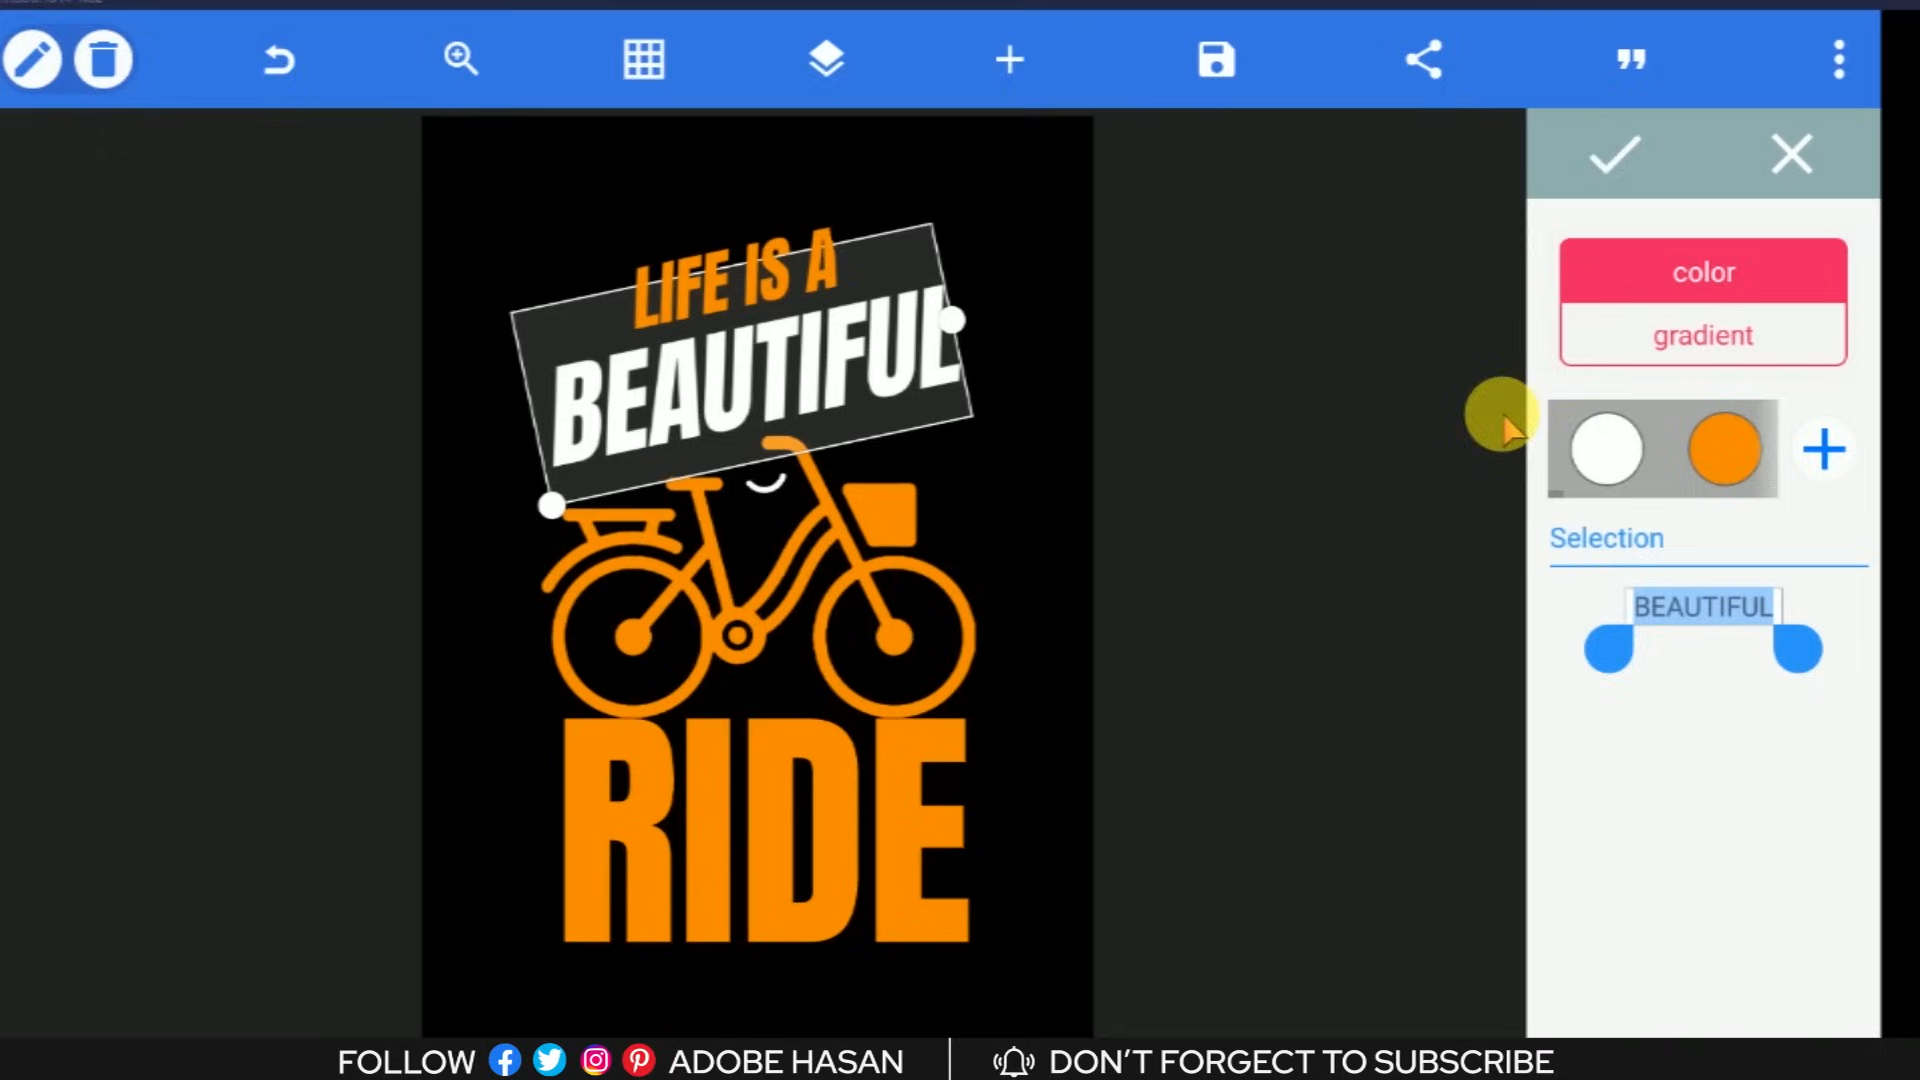 color
gradient
LIFE IS A
BEAUTIFUL
Selection
BEAUTIFUL
RIDE
FOLLOW ADOBE HASAN DON'T FORGECT TO SUBSCRIBE